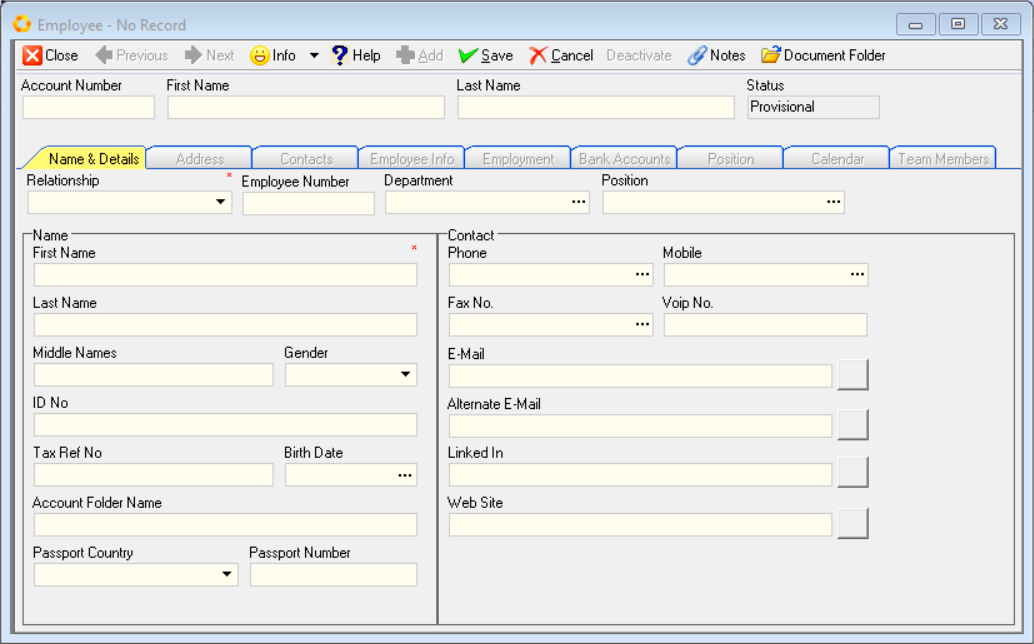 Employee - No Record
Close Previous Next Info Help Add Save Cancel Deactivate Notes Document Folder
Account Number First Name Last Name Status
Provisional
Name & Details Address Contacts Employee Info Employment Bank Accounts Position Calendar Team Members
Relationship * Employee Number Department Position
... ...
Name Contact
First Name * Phone Mobile
... ...
Last Name Fax No. Voip No.
...
Middle Names Gender E-Mail
ID No Alternate E-Mail
Tax Ref No Birth Date Linked In
...
Account Folder Name Web Site
Passport Country Passport Number